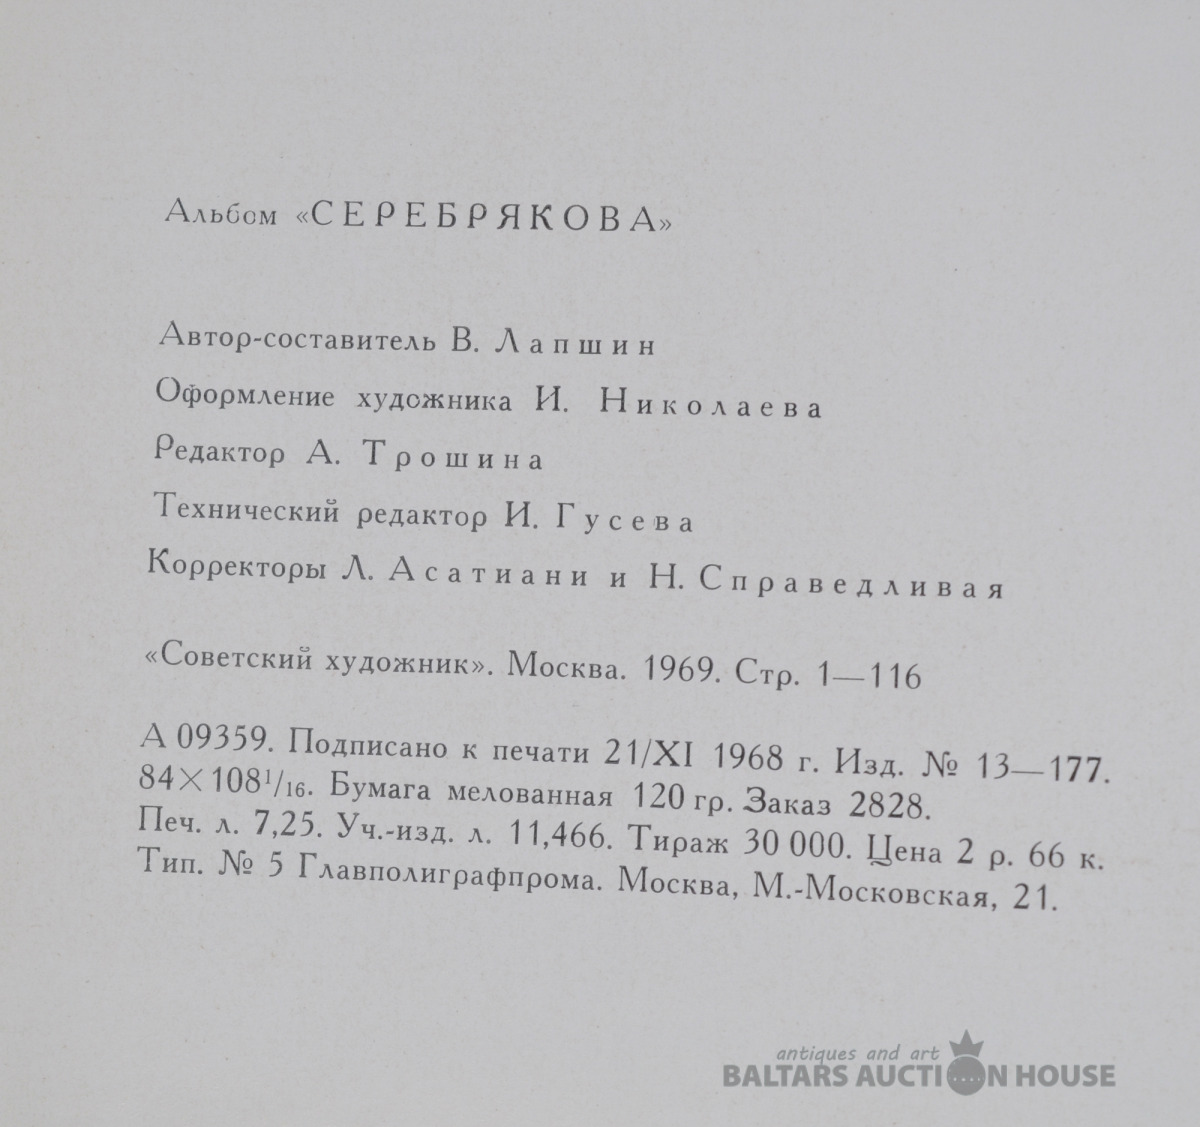 Альбом «СЕРЕБРЯКОВА»
Автор-составитель В. Лапшин
Оформление художника И. Николаева
Редактор А. Трошина
Технический редактор И. Гусева
Корректоры Л. Асатиани и Н. Справедливая
«Советский художник». Москва. 1969. Стр. 1—116
А 09359. Подписано к печати 21/XI 1968 г. Изд. № 13—177.
84×108¹/₁₆. Бумага мелованная 120 гр. Заказ 2828.
Печ. л. 7,25. Уч.-изд. л. 11,466. Тираж 30 000. Цена 2 р. 66 к.
Тип. № 5 Главполиграфпрома. Москва, М.-Московская, 21.
antiques and art
BALTARS AUCTION HOUSE